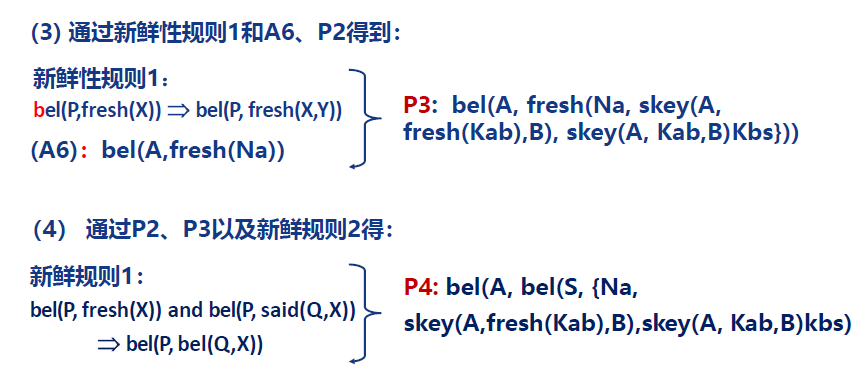 (3) 通过新鲜性规则1和A6、P2得到：
新鲜性规则1：
bel(P,fresh(X)) ⇒ bel(P, fresh(X,Y))
(A6)：bel(A,fresh(Na))
P3: bel(A, fresh(Na, skey(A,
fresh(Kab),B), skey(A, Kab,B)Kbs}))
(4) 通过P2、P3以及新鲜规则2得：
新鲜规则1：
bel(P, fresh(X)) and bel(P, said(Q,X))
⇒ bel(P, bel(Q,X))
P4: bel(A, bel(S, {Na,
skey(A,fresh(Kab),B),skey(A, Kab,B)kbs)